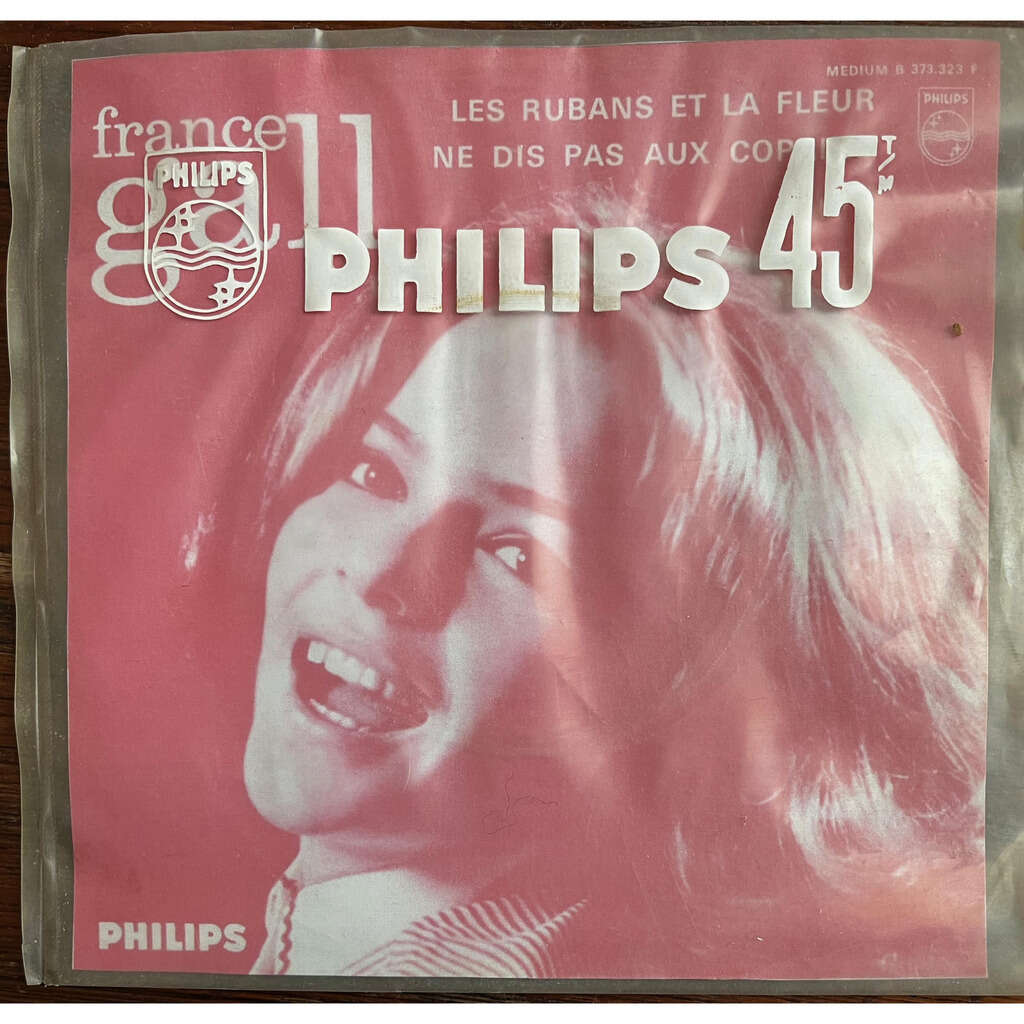 MEDIUM B 373.323 F
LES RUBANS ET LA FLEUR
PHILIPS
france
gall
NE DIS PAS AUX
PHILIPS
PHILIPS
45
T/M
PHILIPS